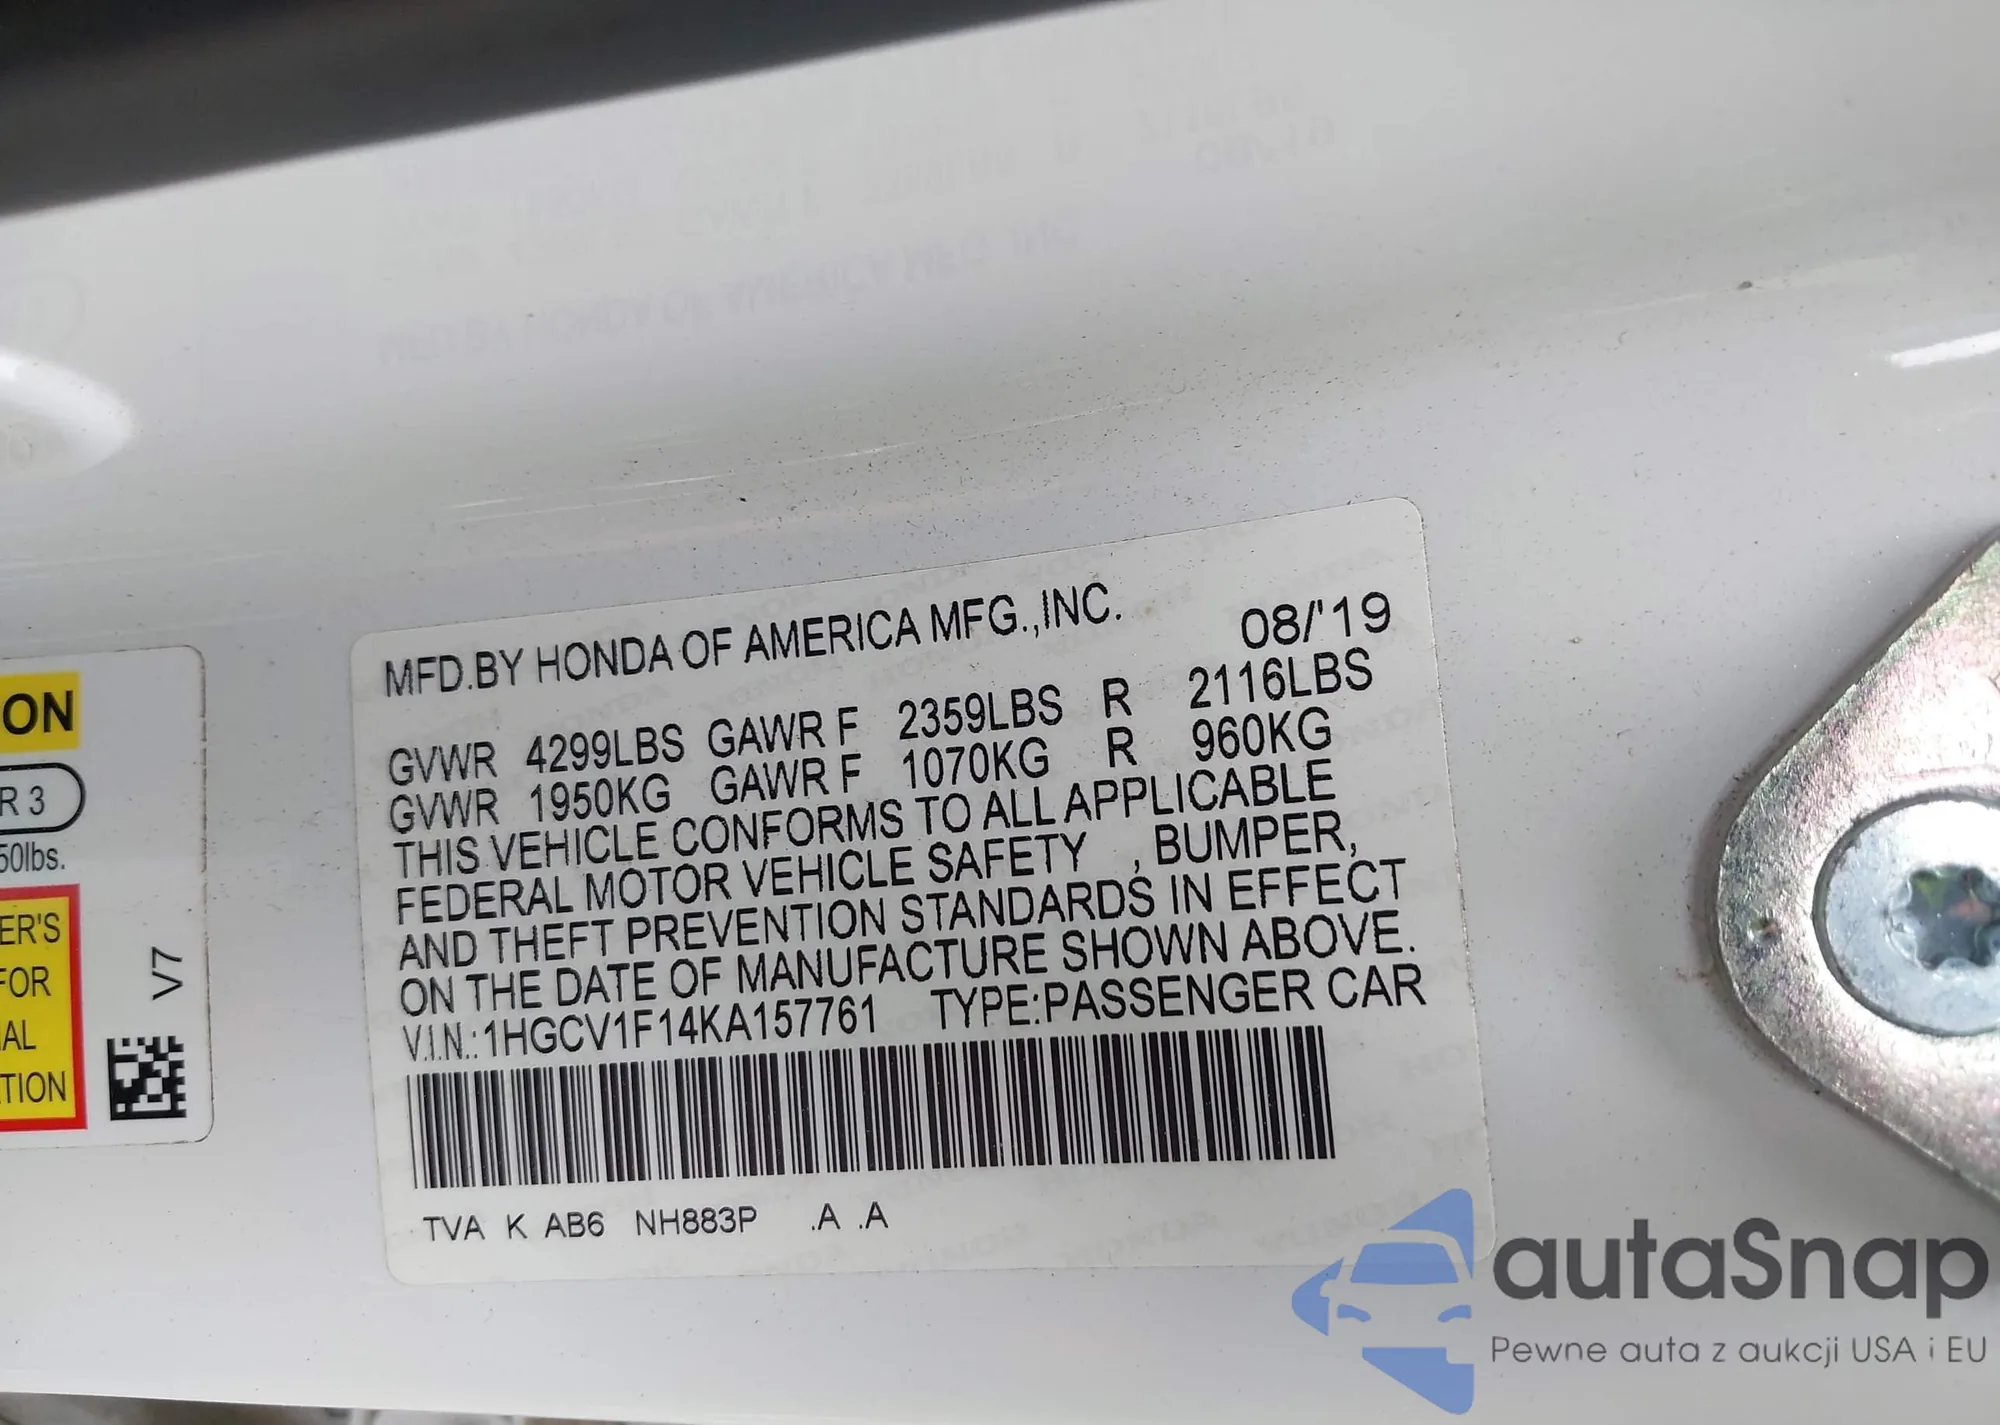 MFD.BY HONDA OF AMERICA MFG.,INC. 08/'19
GVWR 4299LBS GAWR F 2359LBS R 2116LBS
GVWR 1950KG GAWR F 1070KG R 960KG
THIS VEHICLE CONFORMS TO ALL APPLICABLE
FEDERAL MOTOR VEHICLE SAFETY , BUMPER,
AND THEFT PREVENTION STANDARDS IN EFFECT
ON THE DATE OF MANUFACTURE SHOWN ABOVE.
V.I.N.:1HGCV1F14KA157761 TYPE:PASSENGER CAR
TVA K AB6 NH883P .A .A
ON
R 3
50lbs.
ER'S
FOR
IAL
TION
V7
autaSnap
Pewne auta z aukcji USA i EU